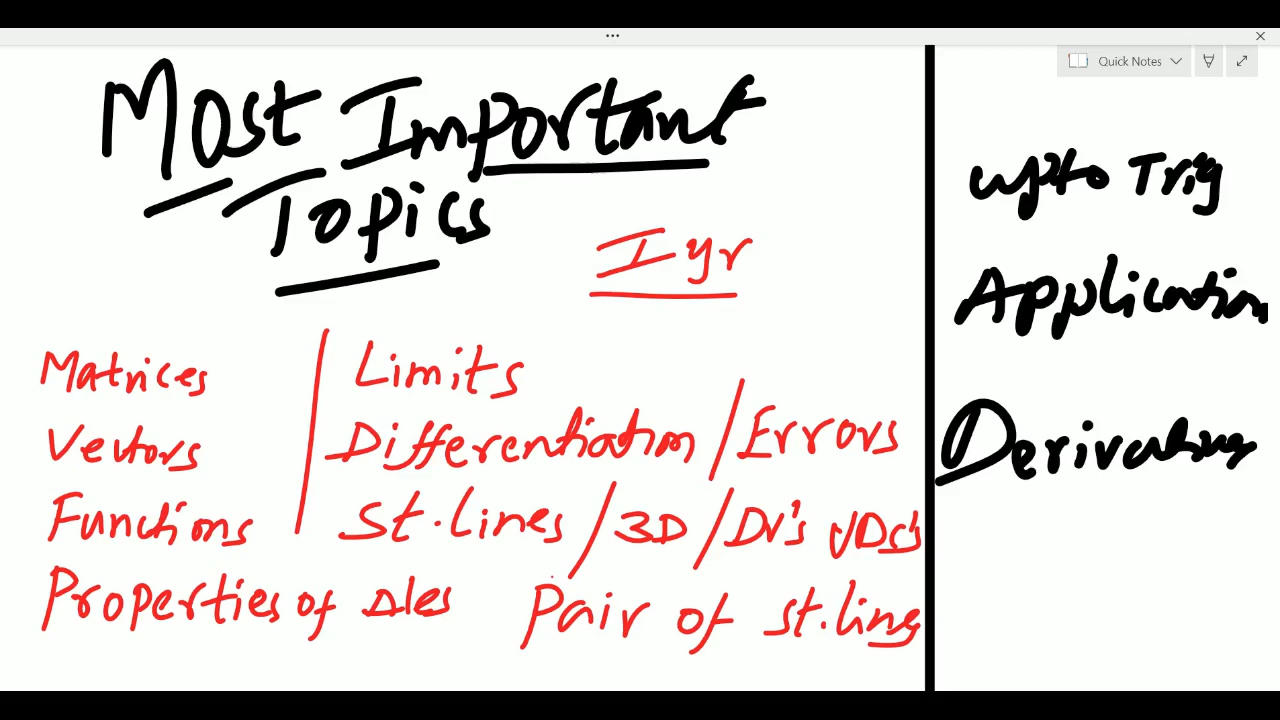 Quick Notes
Most Important
Topics
I yr
Matrices
Limits
Vectors
Differentiation / Errors
Functions
St. lines / 3D / Dr's / Dc's
Properties of Δles
Pair of st. lines
upto Trig
Application
Derivatives